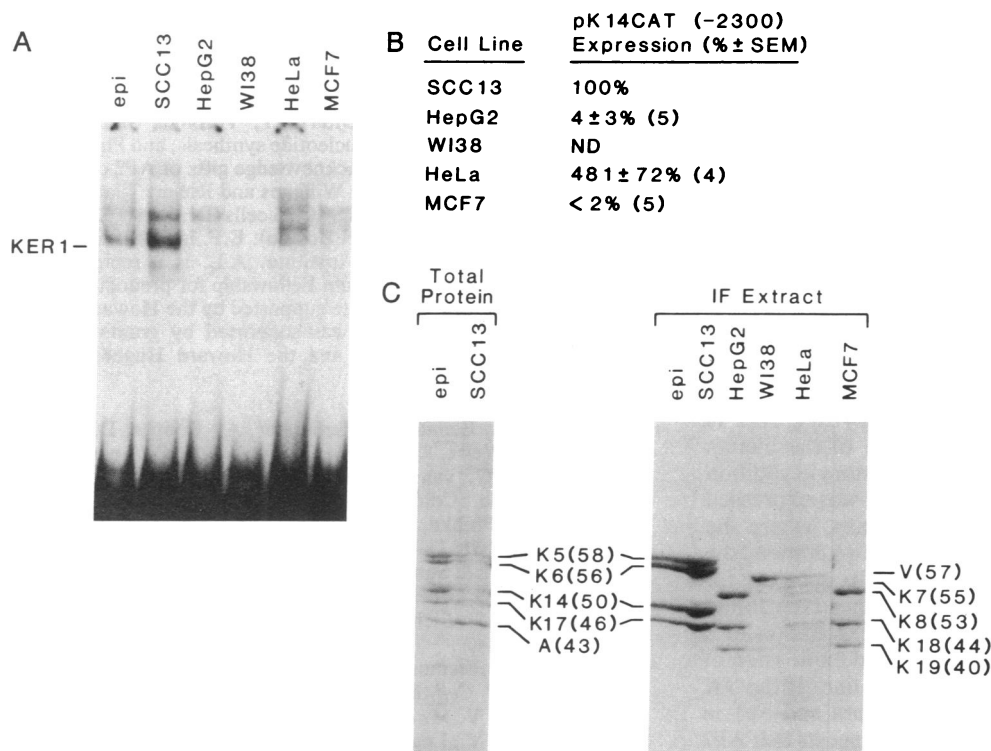 A
epi
SCC13
HepG2
WI38
HeLa
MCF7
KER1–
B
pK14CAT (-2300)
Cell Line Expression (%±SEM)
SCC13 100%
HepG2 4±3% (5)
WI38 ND
HeLa 481±72% (4)
MCF7 <2% (5)
C
Total
Protein
IF Extract
epi
SCC13
epi
SCC13
HepG2
WI38
HeLa
MCF7
K5(58)
K6(56)
K14(50)
K17(46)
A(43)
V(57)
K7(55)
K8(53)
K18(44)
K19(40)